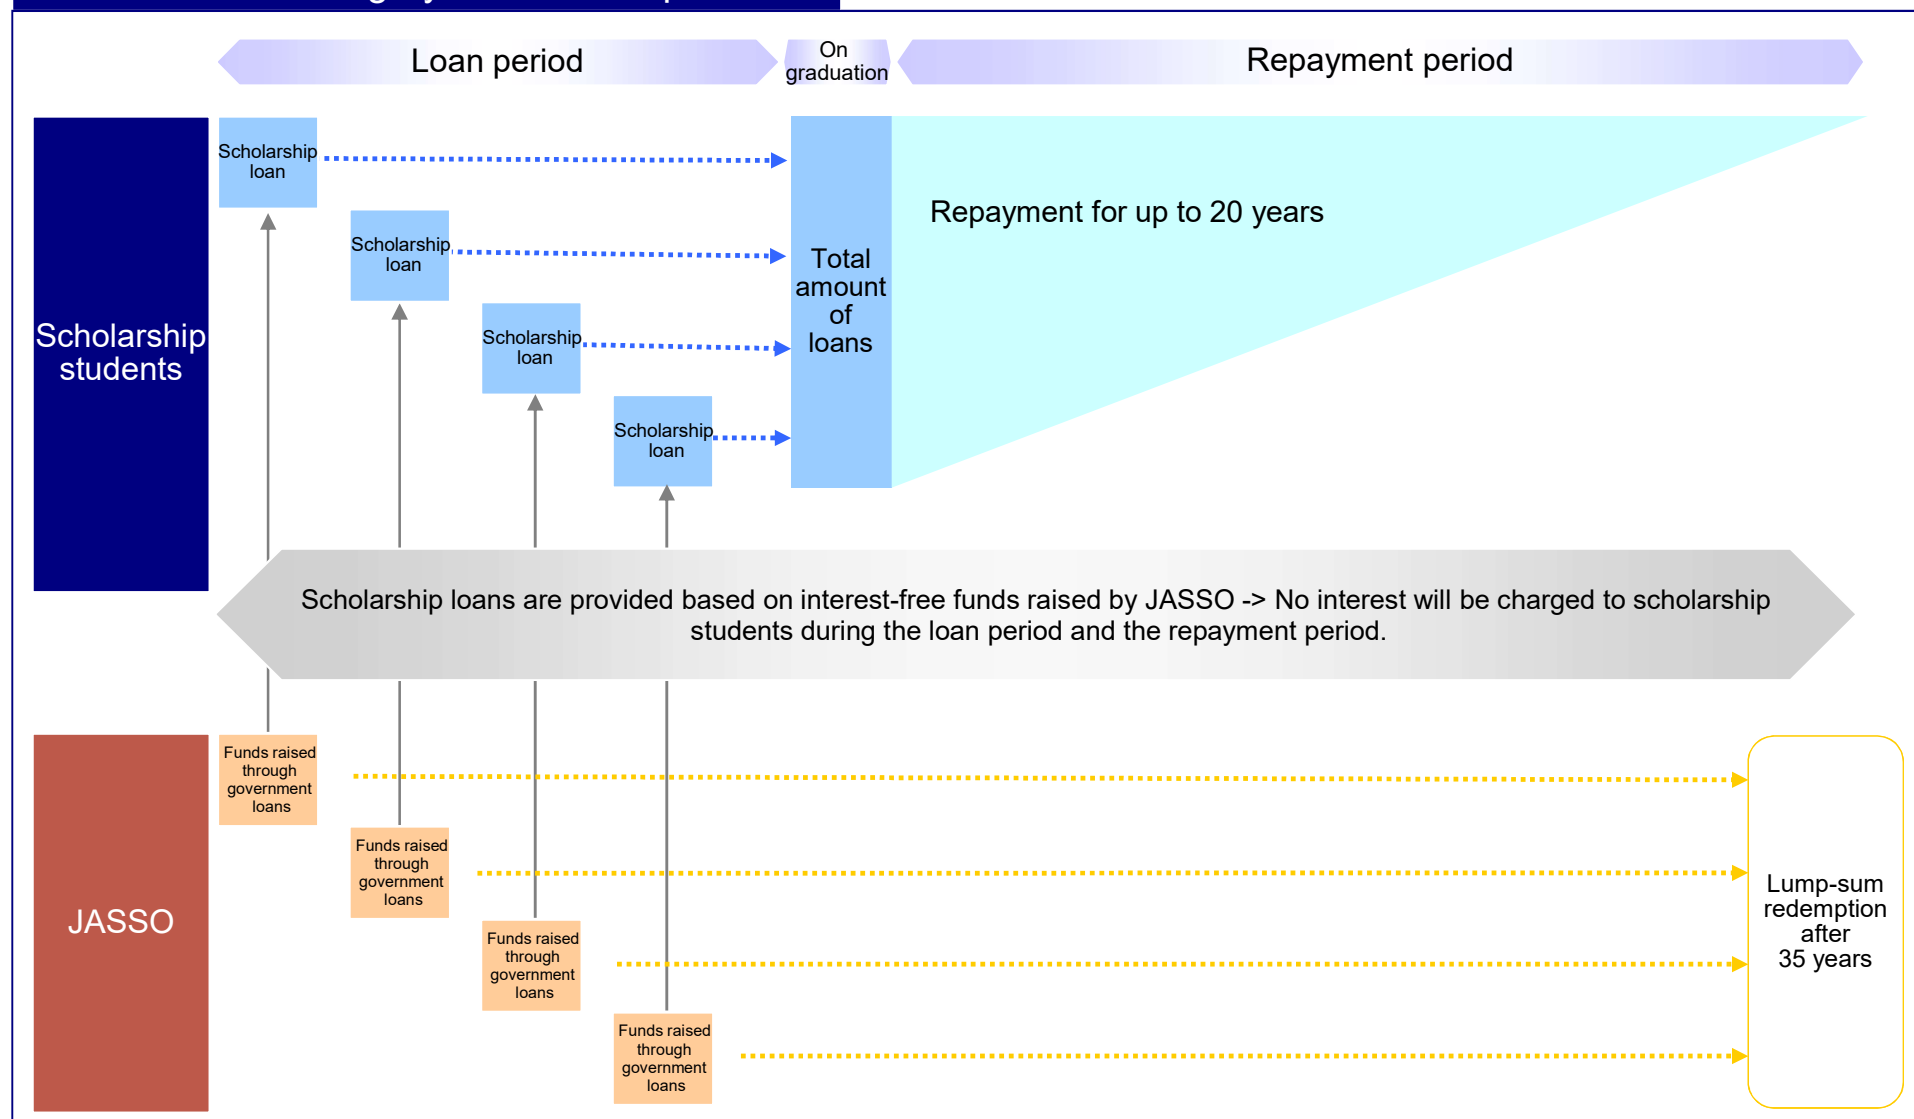 Loan period
On
graduation
Repayment period
Scholarship
students
Scholarship
loan
Scholarship
loan
Scholarship
loan
Scholarship
loan
Total
amount
of
loans
Repayment for up to 20 years
Scholarship loans are provided based on interest-free funds raised by JASSO -> No interest will be charged to scholarship
students during the loan period and the repayment period.
JASSO
Funds raised
through
government
loans
Funds raised
through
government
loans
Funds raised
through
government
loans
Funds raised
through
government
loans
Lump-sum
redemption
after
35 years